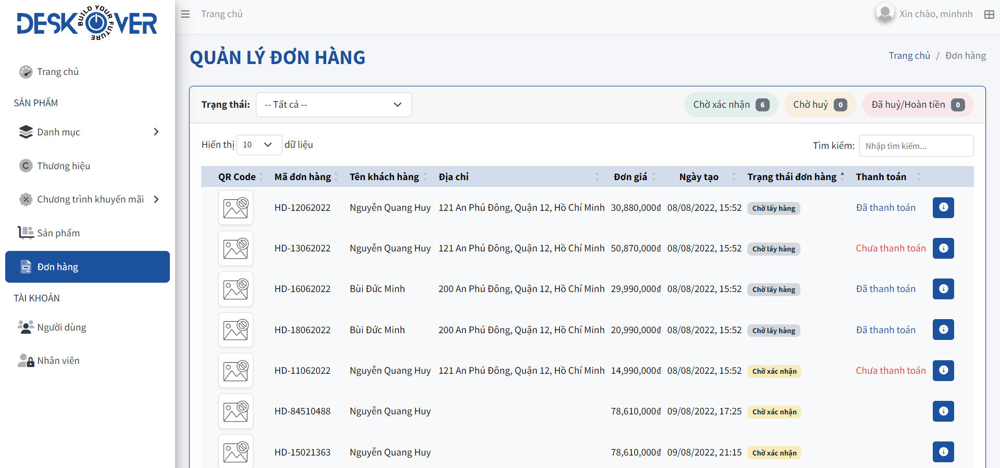 DESKOVER
BUILD YOUR FUTURE
Trang chủ
SẢN PHẨM
Danh mục
Thương hiệu
Chương trình khuyến mãi
Sản phẩm
Đơn hàng
TÀI KHOẢN
Người dùng
Nhân viên
Trang chủ
Xin chào, minhnh
QUẢN LÝ ĐƠN HÀNG
Trang chủ / Đơn hàng
Trạng thái: -- Tất cả --
Chờ xác nhận 6 Chờ huỷ 0 Đã huỷ/Hoàn tiền 0
Hiển thị 10 dữ liệu
Tìm kiếm: Nhập tìm kiếm...
QR Code Mã đơn hàng Tên khách hàng Địa chỉ Đơn giá Ngày tạo Trạng thái đơn hàng Thanh toán
HD-12062022 Nguyễn Quang Huy 121 An Phú Đông, Quận 12, Hồ Chí Minh 30,880,000₫ 08/08/2022, 15:52 Chờ lấy hàng Đã thanh toán
HD-13062022 Nguyễn Quang Huy 121 An Phú Đông, Quận 12, Hồ Chí Minh 50,870,000₫ 08/08/2022, 15:52 Chờ lấy hàng Chưa thanh toán
HD-16062022 Bùi Đức Minh 200 An Phú Đông, Quận 12, Hồ Chí Minh 29,990,000₫ 08/08/2022, 15:52 Chờ lấy hàng Đã thanh toán
HD-18062022 Bùi Đức Minh 200 An Phú Đông, Quận 12, Hồ Chí Minh 20,990,000₫ 08/08/2022, 15:52 Chờ lấy hàng Đã thanh toán
HD-11062022 Nguyễn Quang Huy 121 An Phú Đông, Quận 12, Hồ Chí Minh 14,990,000₫ 08/08/2022, 15:52 Chờ xác nhận Chưa thanh toán
HD-84510488 Nguyễn Quang Huy 78,610,000₫ 09/08/2022, 17:25 Chờ xác nhận
HD-15021363 Nguyễn Quang Huy 78,610,000₫ 09/08/2022, 21:15 Chờ xác nhận